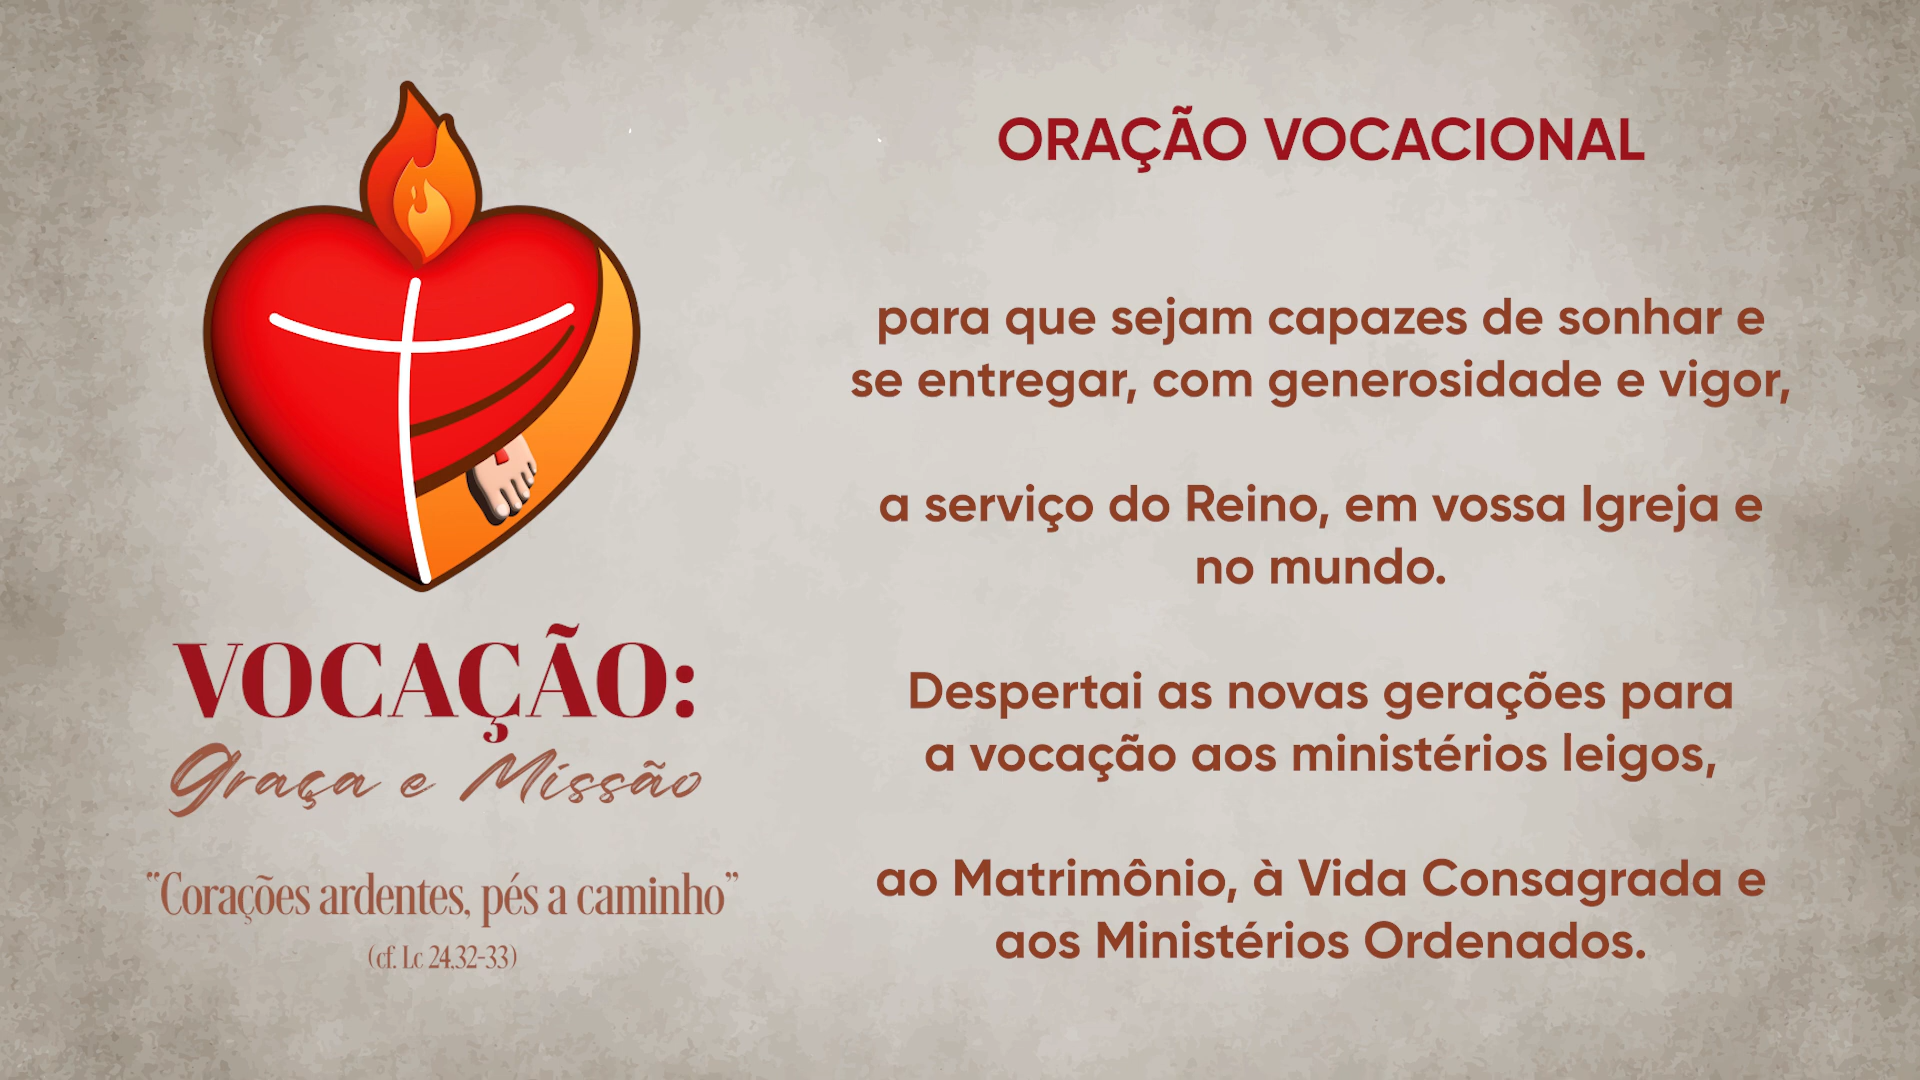 VOCAÇÃO:
Graça e Missão
“Corações ardentes, pés a caminho”
(cf. Lc 24,32-33)
ORAÇÃO VOCACIONAL
para que sejam capazes de sonhar e
se entregar, com generosidade e vigor,
a serviço do Reino, em vossa Igreja e
no mundo.
Despertai as novas gerações para
a vocação aos ministérios leigos,
ao Matrimônio, à Vida Consagrada e
aos Ministérios Ordenados.